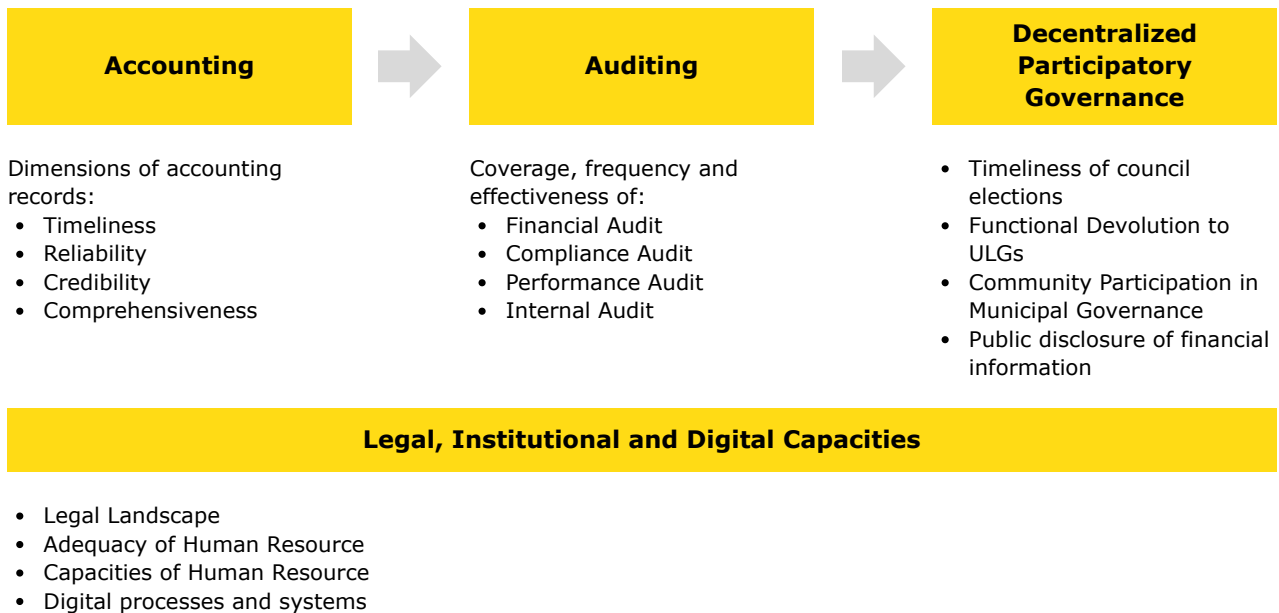 Accounting
Dimensions of accounting
records:
• Timeliness
• Reliability
• Credibility
• Comprehensiveness
Auditing
Coverage, frequency and
effectiveness of:
• Financial Audit
• Compliance Audit
• Performance Audit
• Internal Audit
Decentralized
Participatory
Governance
• Timeliness of council
elections
• Functional Devolution to
ULGs
• Community Participation in
Municipal Governance
• Public disclosure of financial
information
Legal, Institutional and Digital Capacities
• Legal Landscape
• Adequacy of Human Resource
• Capacities of Human Resource
• Digital processes and systems